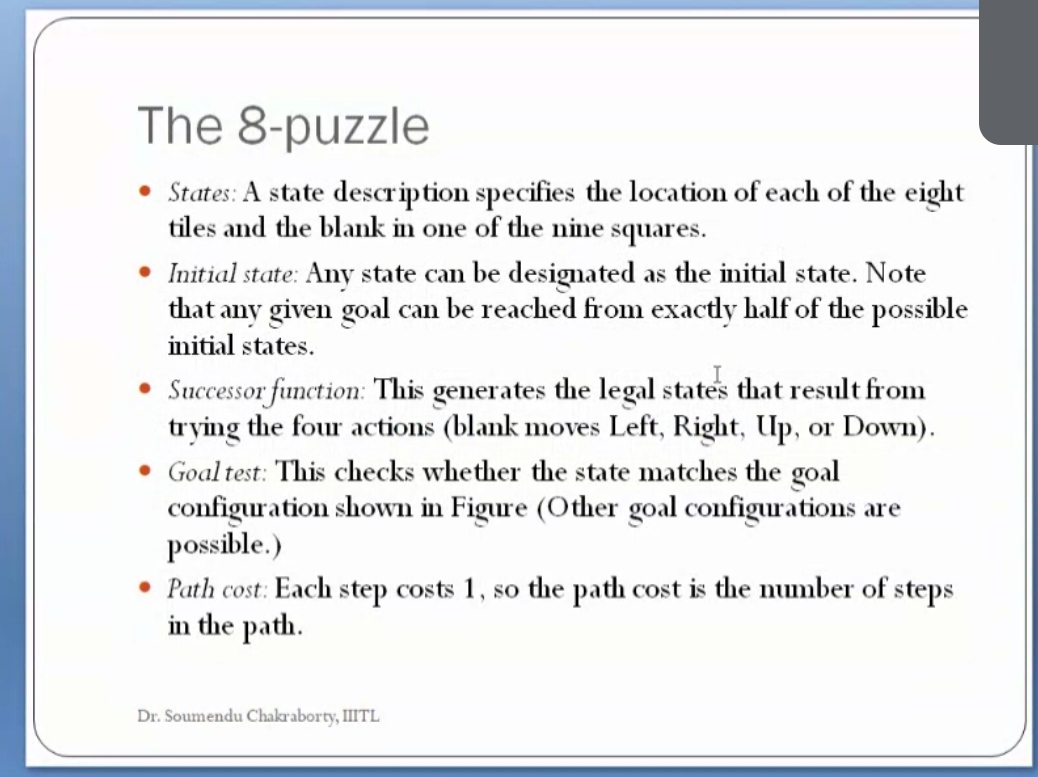 The 8-puzzle
• States: A state description specifies the location of each of the eight
tiles and the blank in one of the nine squares.
• Initial state: Any state can be designated as the initial state. Note
that any given goal can be reached from exactly half of the possible
initial states.
• Successor function: This generates the legal states that result from
trying the four actions (blank moves Left, Right, Up, or Down).
• Goal test: This checks whether the state matches the goal
configuration shown in Figure (Other goal configurations are
possible.)
• Path cost: Each step costs 1, so the path cost is the number of steps
in the path.
Dr. Soumendu Chakraborty, IIITL